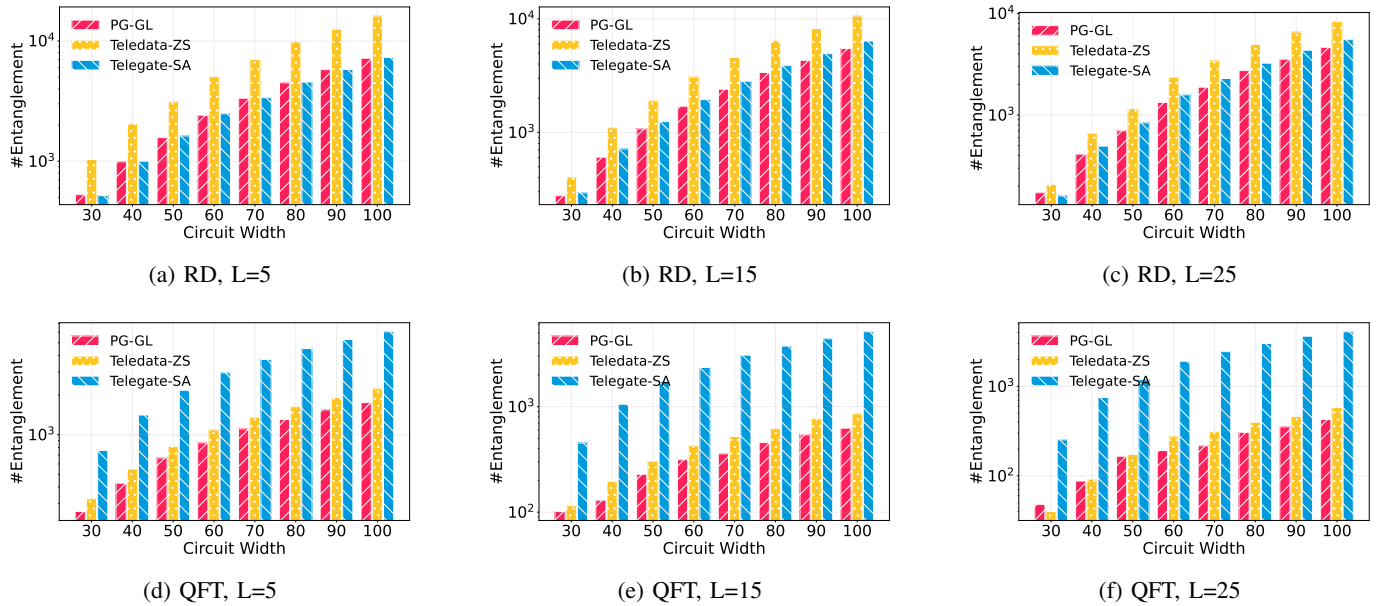 PG-GL
Teledata-ZS
Telegate-SA
10^4
10^3
#Entanglement
30 40 50 60 70 80 90 100
Circuit Width
(a) RD, L=5
PG-GL
Teledata-ZS
Telegate-SA
10^4
10^3
#Entanglement
30 40 50 60 70 80 90 100
Circuit Width
(b) RD, L=15
PG-GL
Teledata-ZS
Telegate-SA
10^4
10^3
#Entanglement
30 40 50 60 70 80 90 100
Circuit Width
(c) RD, L=25
PG-GL
Teledata-ZS
Telegate-SA
10^3
#Entanglement
30 40 50 60 70 80 90 100
Circuit Width
(d) QFT, L=5
PG-GL
Teledata-ZS
Telegate-SA
10^3
10^2
#Entanglement
30 40 50 60 70 80 90 100
Circuit Width
(e) QFT, L=15
PG-GL
Teledata-ZS
Telegate-SA
10^3
10^2
#Entanglement
30 40 50 60 70 80 90 100
Circuit Width
(f) QFT, L=25